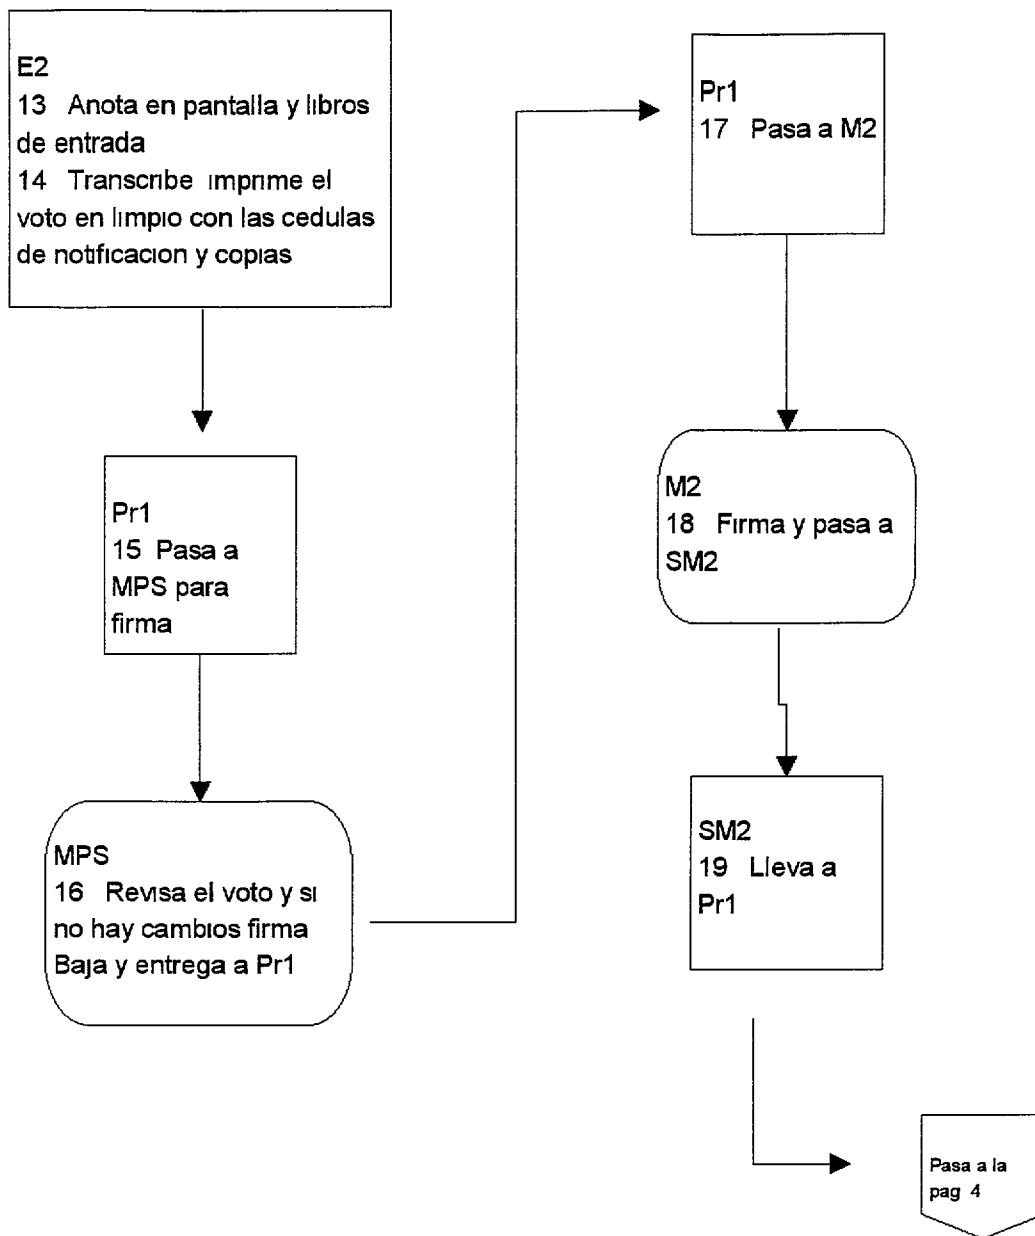 E2
13 Anota en pantalla y libros
de entrada
14 Transcribe imprime el
voto en limpio con las cedulas
de notificacion y copias
Pr1
15 Pasa a
MPS para
firma
MPS
16 Revisa el voto y si
no hay cambios firma
Baja y entrega a Pr1
Pr1
17 Pasa a M2
M2
18 Firma y pasa a
SM2
SM2
19 Lleva a
Pr1
Pasa a la
pag 4